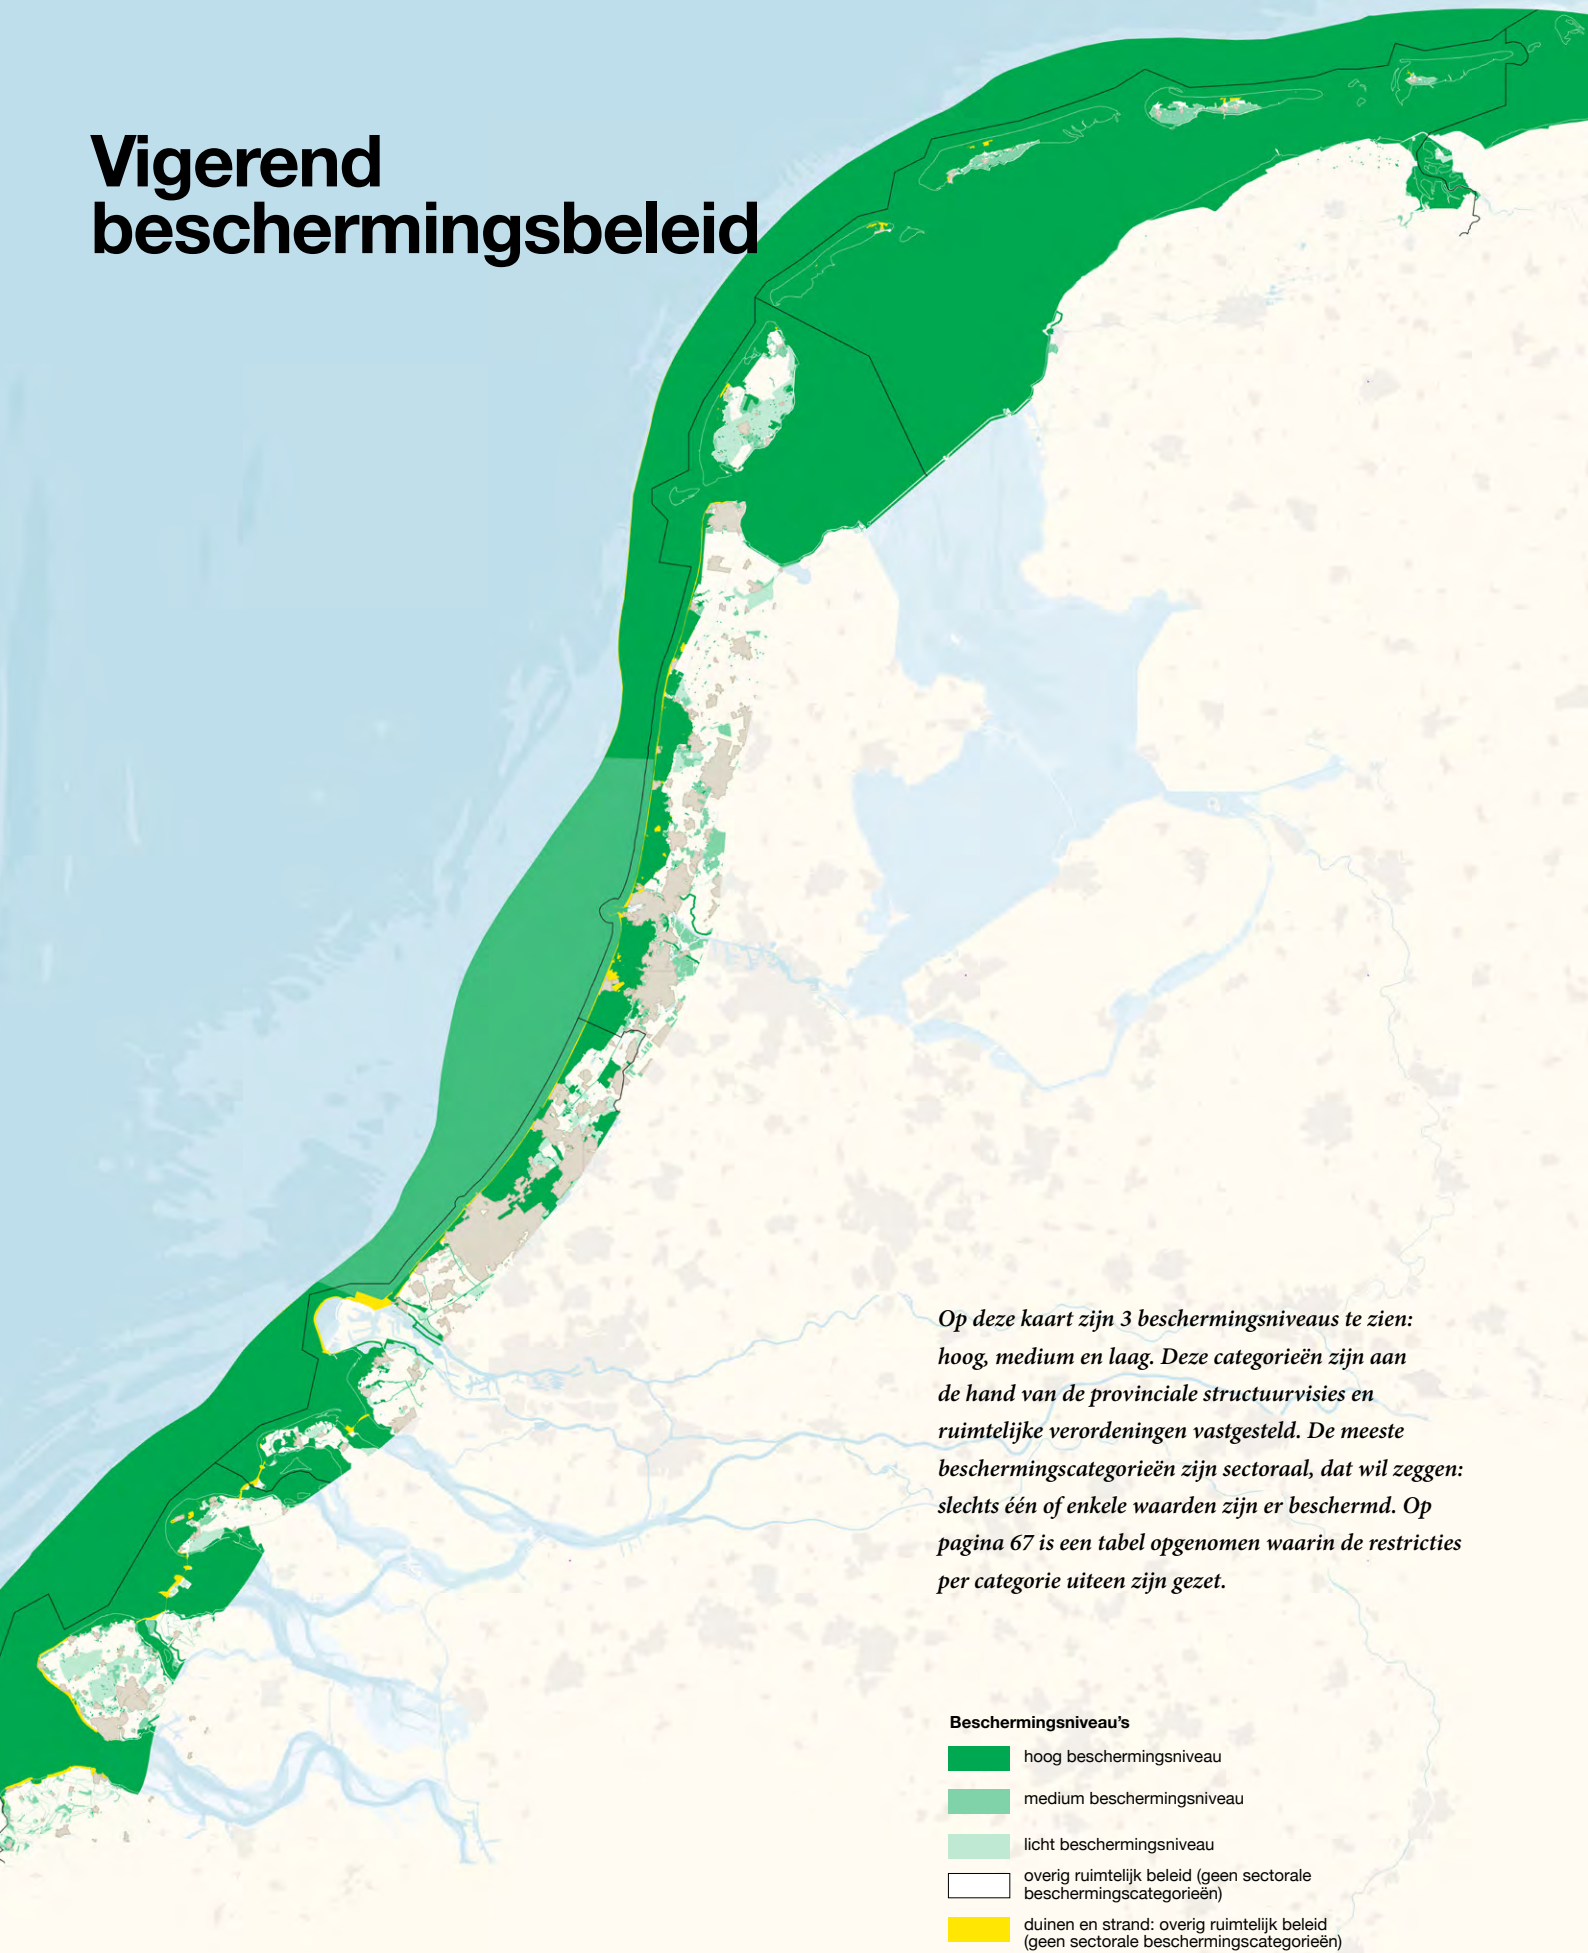 Vigerend
beschermingsbeleid
Op deze kaart zijn 3 beschermingsniveaus te zien:
hoog, medium en laag. Deze categorieën zijn aan
de hand van de provinciale structuurvisies en
ruimtelijke verordeningen vastgesteld. De meeste
beschermingscategorieën zijn sectoraal, dat wil zeggen:
slechts één of enkele waarden zijn er beschermd. Op
pagina 67 is een tabel opgenomen waarin de restricties
per categorie uiteen zijn gezet.
Beschermingsniveau's
hoog beschermingsniveau
medium beschermingsniveau
licht beschermingsniveau
overig ruimtelijk beleid (geen sectorale
beschermingscategorieën)
duinen en strand: overig ruimtelijk beleid
(geen sectorale beschermingscategorieën)